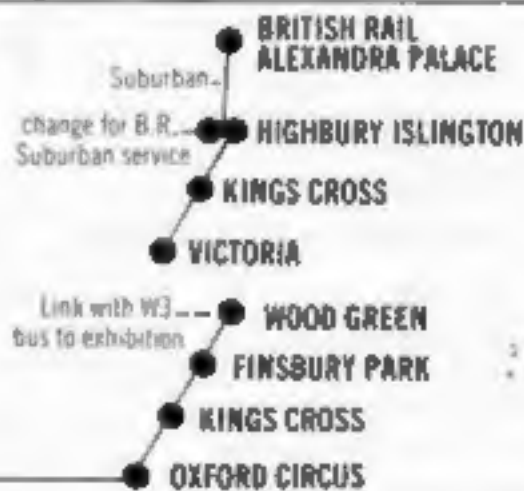 BRITISH RAIL
ALEXANDRA PALACE
Suburban
change for B.R.
Suburban service
HIGHBURY ISLINGTON
KINGS CROSS
VICTORIA
Link with W3
bus to exhibition
WOOD GREEN
FINSBURY PARK
KINGS CROSS
OXFORD CIRCUS